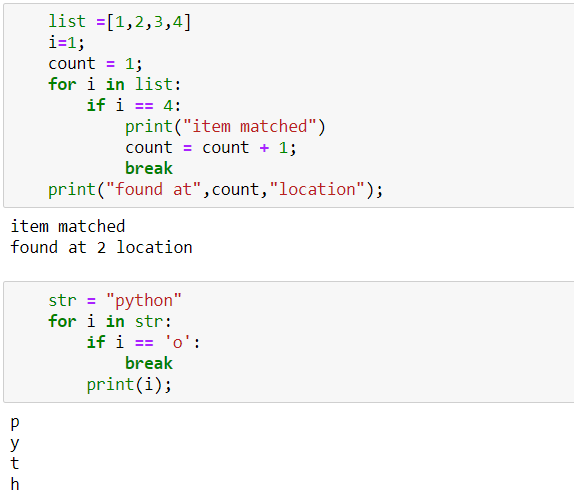 list =[1,2,3,4]
i=1;
count = 1;
for i in list:
    if i == 4:
        print("item matched")
        count = count + 1;
        break
print("found at",count,"location");
item matched
found at 2 location
str = "python"
for i in str:
    if i == 'o':
        break
    print(i);
p
y
t
h